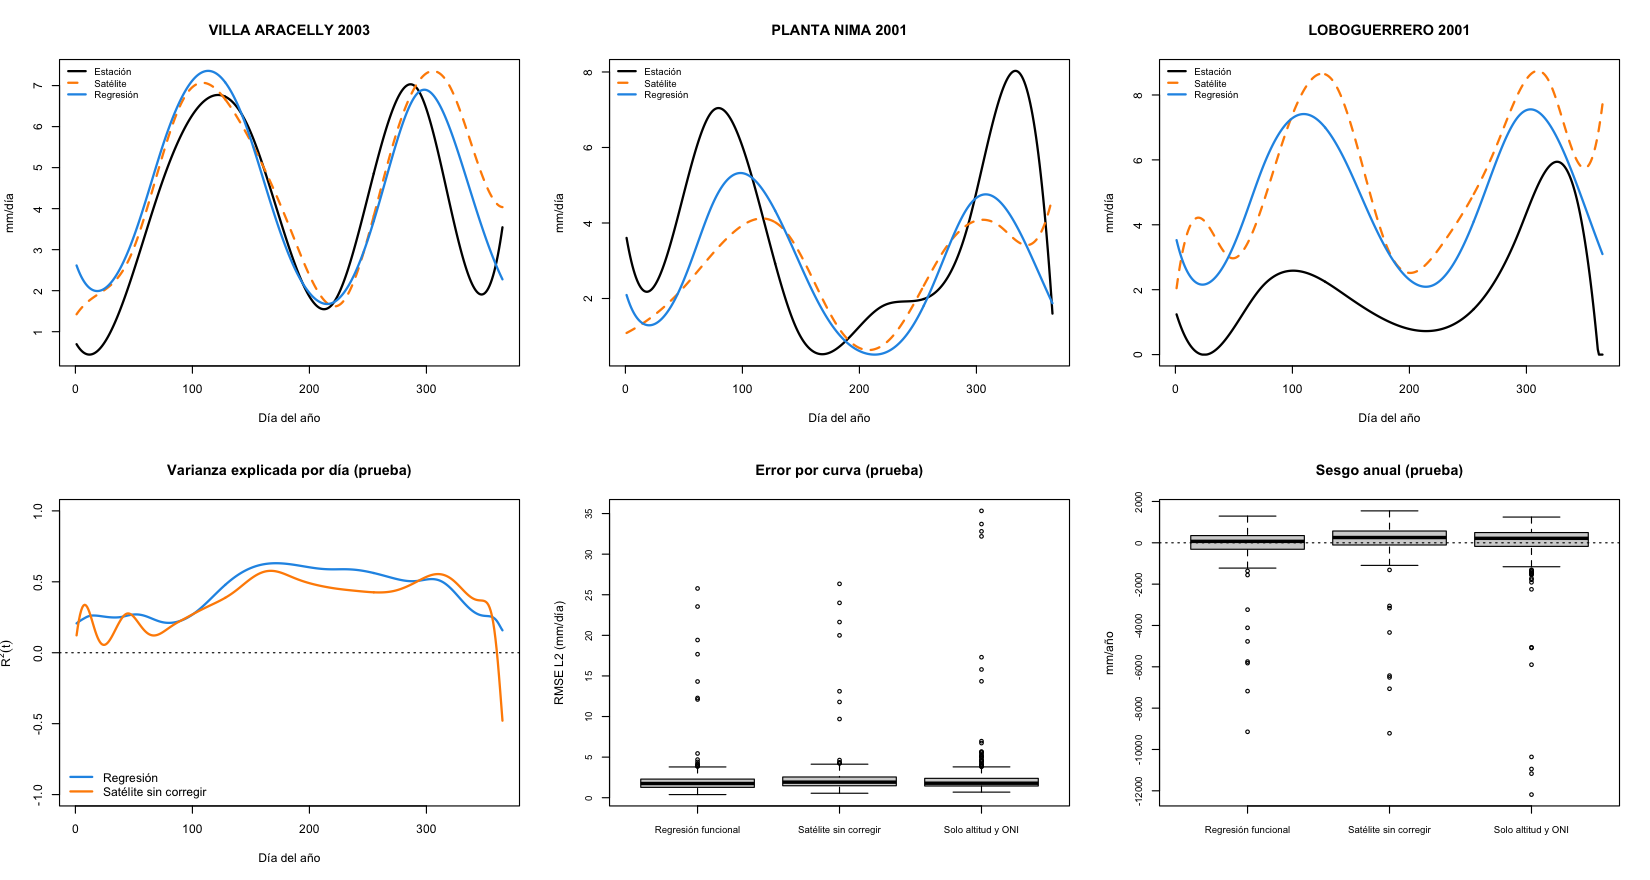 VILLA ARACELLY 2003
Estación
Satélite
Regresión
mm/día
1 2 3 4 5 6 7
0 100 200 300
Día del año
PLANTA NIMA 2001
Estación
Satélite
Regresión
mm/día
2 4 6 8
0 100 200 300
Día del año
LOBOGUERRERO 2001
Estación
Satélite
Regresión
mm/día
0 2 4 6 8
0 100 200 300
Día del año
Varianza explicada por día (prueba)
R²(t)
-1.0 -0.5 0.0 0.5 1.0
Regresión
Satélite sin corregir
0 100 200 300
Día del año
Error por curva (prueba)
RMSE L2 (mm/día)
0 5 10 15 20 25 30 35
Regresión funcional Satélite sin corregir Solo altitud y ONI
Sesgo anual (prueba)
mm/año
-12000 -10000 -8000 -6000 -4000 -2000 0 2000
Regresión funcional Satélite sin corregir Solo altitud y ONI